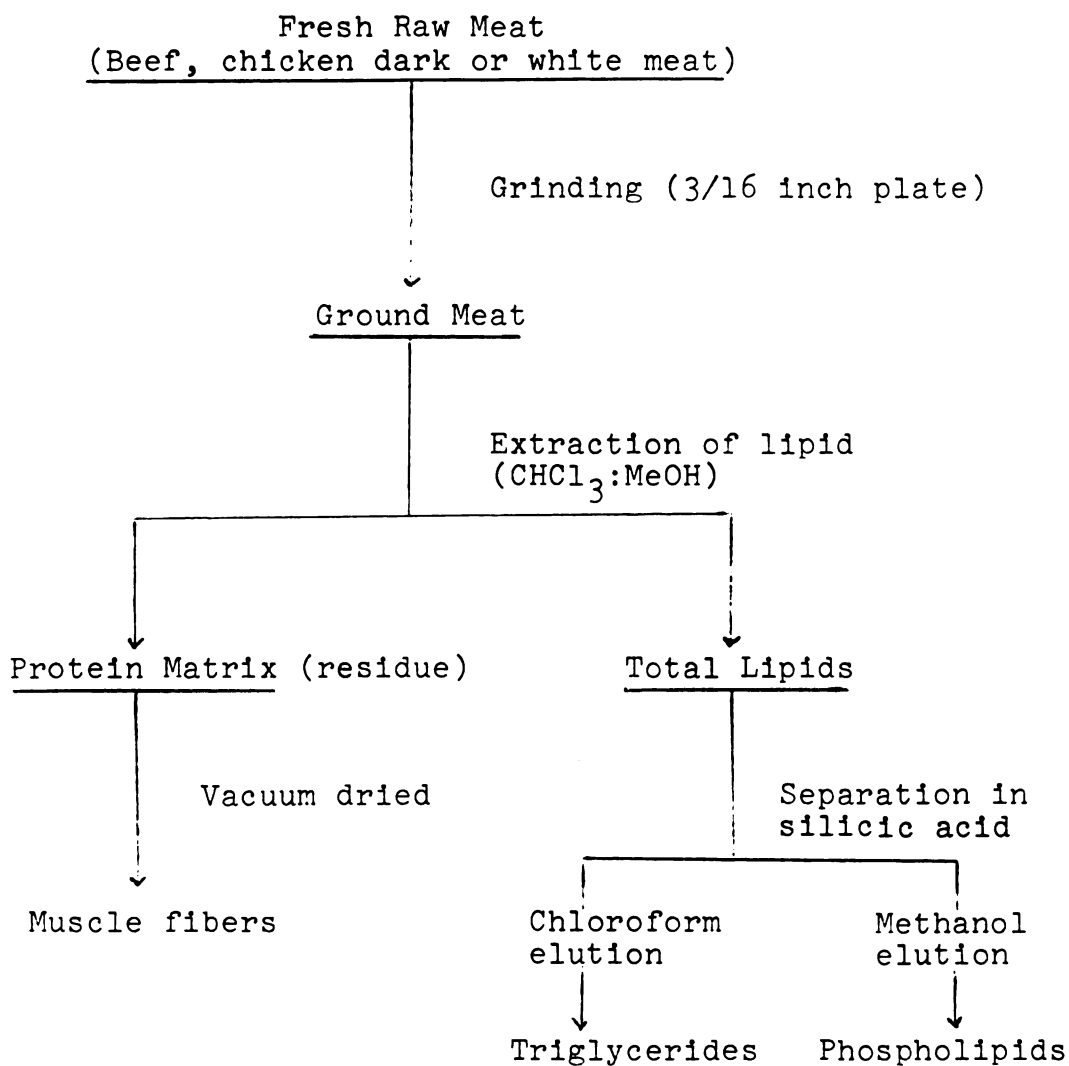 Fresh Raw Meat
(Beef, chicken dark or white meat)
Grinding (3/16 inch plate)
Ground Meat
Extraction of lipid
(CHCl3:MeOH)
Protein Matrix (residue)
Total Lipids
Vacuum dried
Separation in
silicic acid
Muscle fibers
Chloroform
elution
Methanol
elution
Triglycerides
Phospholipids